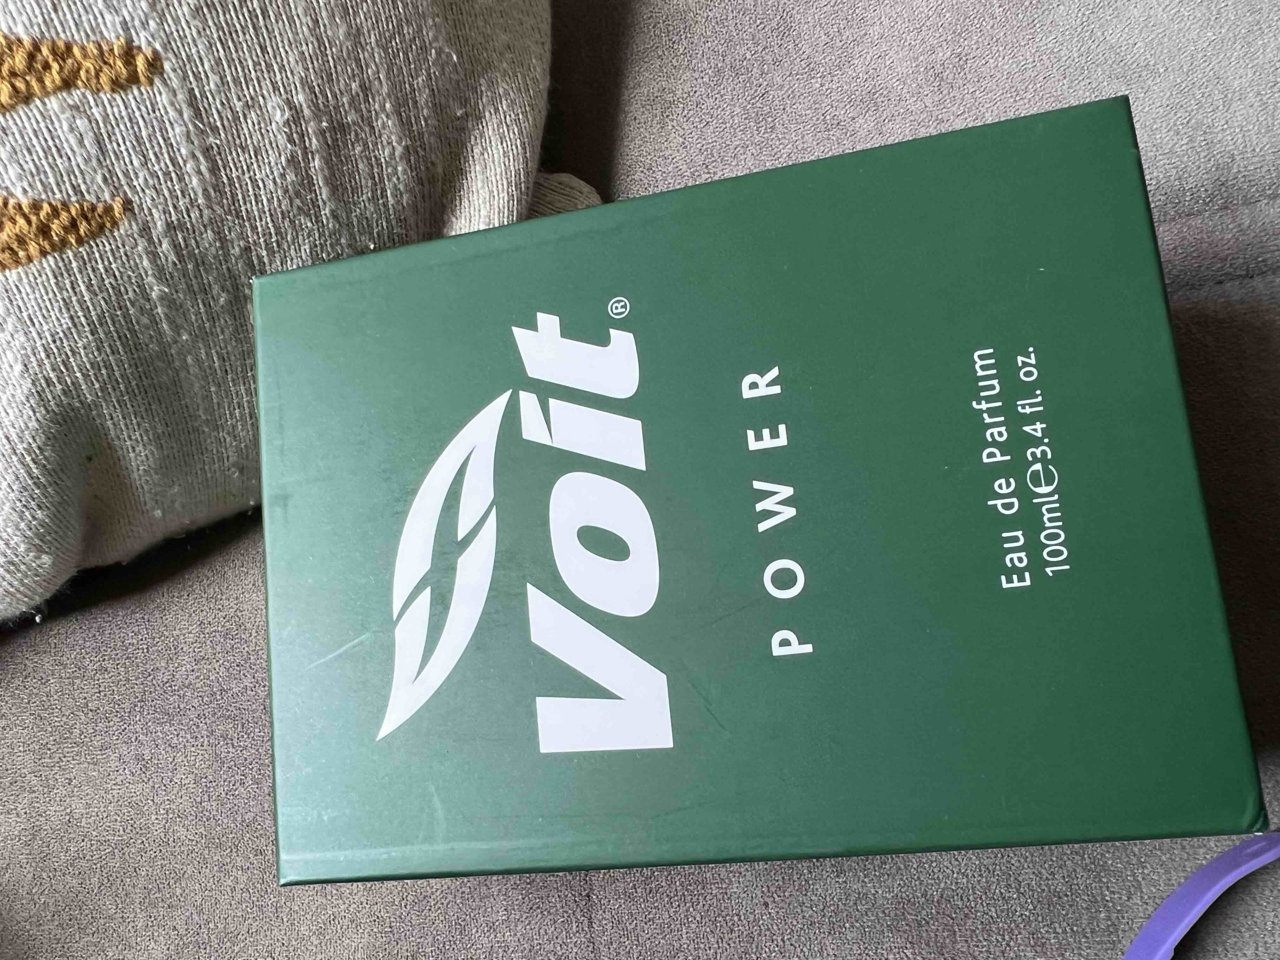 Voit®
POWER
Eau de Parfum
100ml℮3.4 fl. oz.